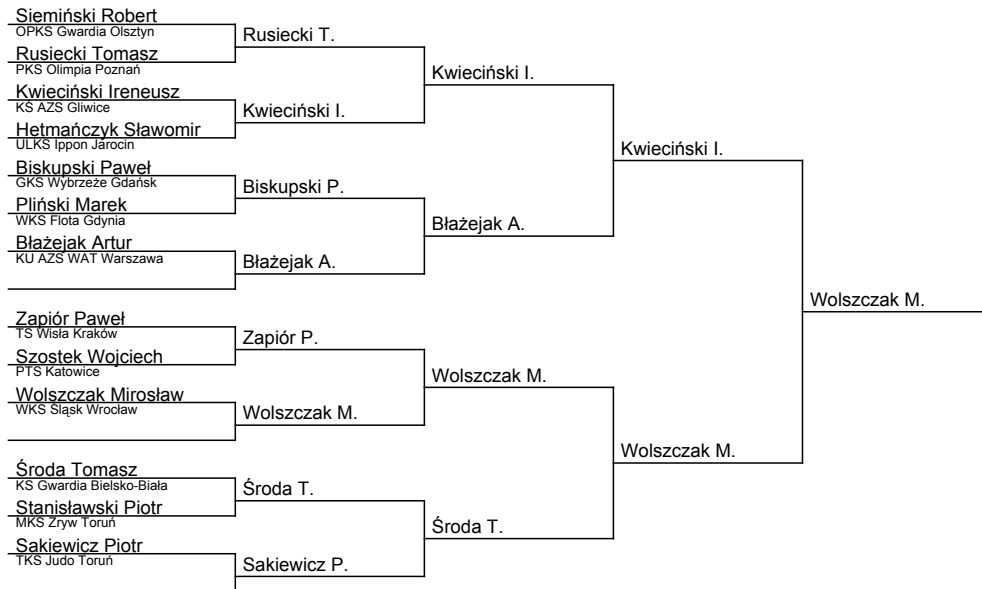 Siemiński Robert
OPKS Gwardia Olsztyn
Rusiecki T.
Rusiecki Tomasz
PKS Olimpia Poznań
Kwieciński I.
Kwieciński Ireneusz
KŚ AZS Gliwice
Kwieciński I.
Hetmańczyk Sławomir
ULKS Ippon Jarocin
Kwieciński I.
Biskupski Paweł
GKS Wybrzeże Gdańsk
Biskupski P.
Pliński Marek
WKS Flota Gdynia
Błażejak A.
Błażejak Artur
KU AZS WAT Warszawa
Błażejak A.
Wolszczak M.
Zapiór Paweł
TS Wisła Kraków
Zapiór P.
Szostek Wojciech
PTS Katowice
Wolszczak M.
Wolszczak Mirosław
WKS Śląsk Wrocław
Wolszczak M.
Wolszczak M.
Środa Tomasz
KS Gwardia Bielsko-Biała
Środa T.
Stanisławski Piotr
MKS Zryw Toruń
Środa T.
Sakiewicz Piotr
TKS Judo Toruń
Sakiewicz P.